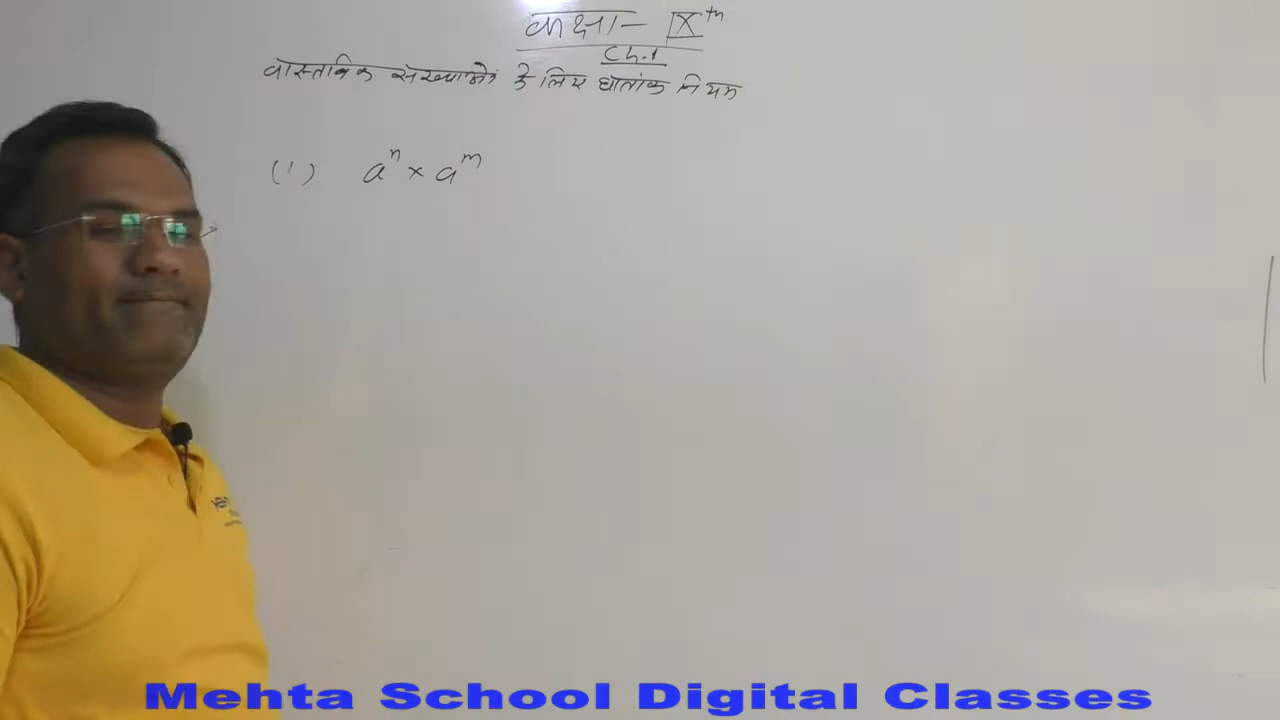 कक्षा - IXth
Ch.1
वास्तविक संख्याओं के लिए घातांक नियम
(1) aⁿ × aᵐ
Mehta School Digital Classes